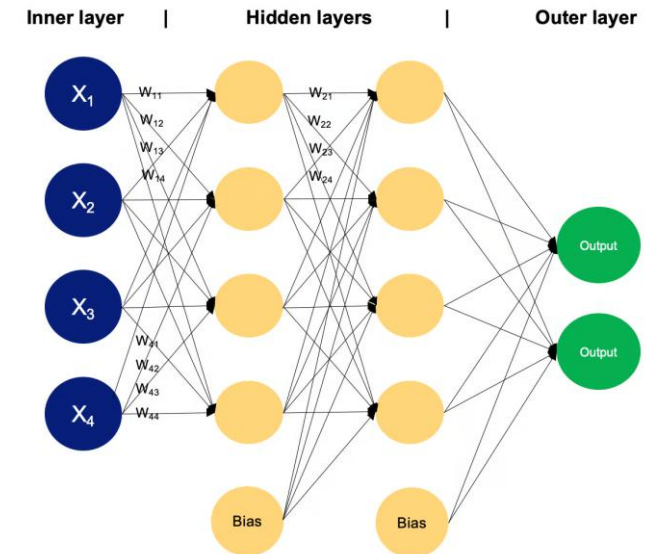 Inner layer | Hidden layers | Outer layer
X₁
X₂
X₃
X₄
W₁₁
W₁₂
W₁₃
W₁₄
W₄₁
W₄₂
W₄₃
W₄₄
W₂₁
W₂₂
W₂₃
W₂₄
Bias
Bias
Output
Output